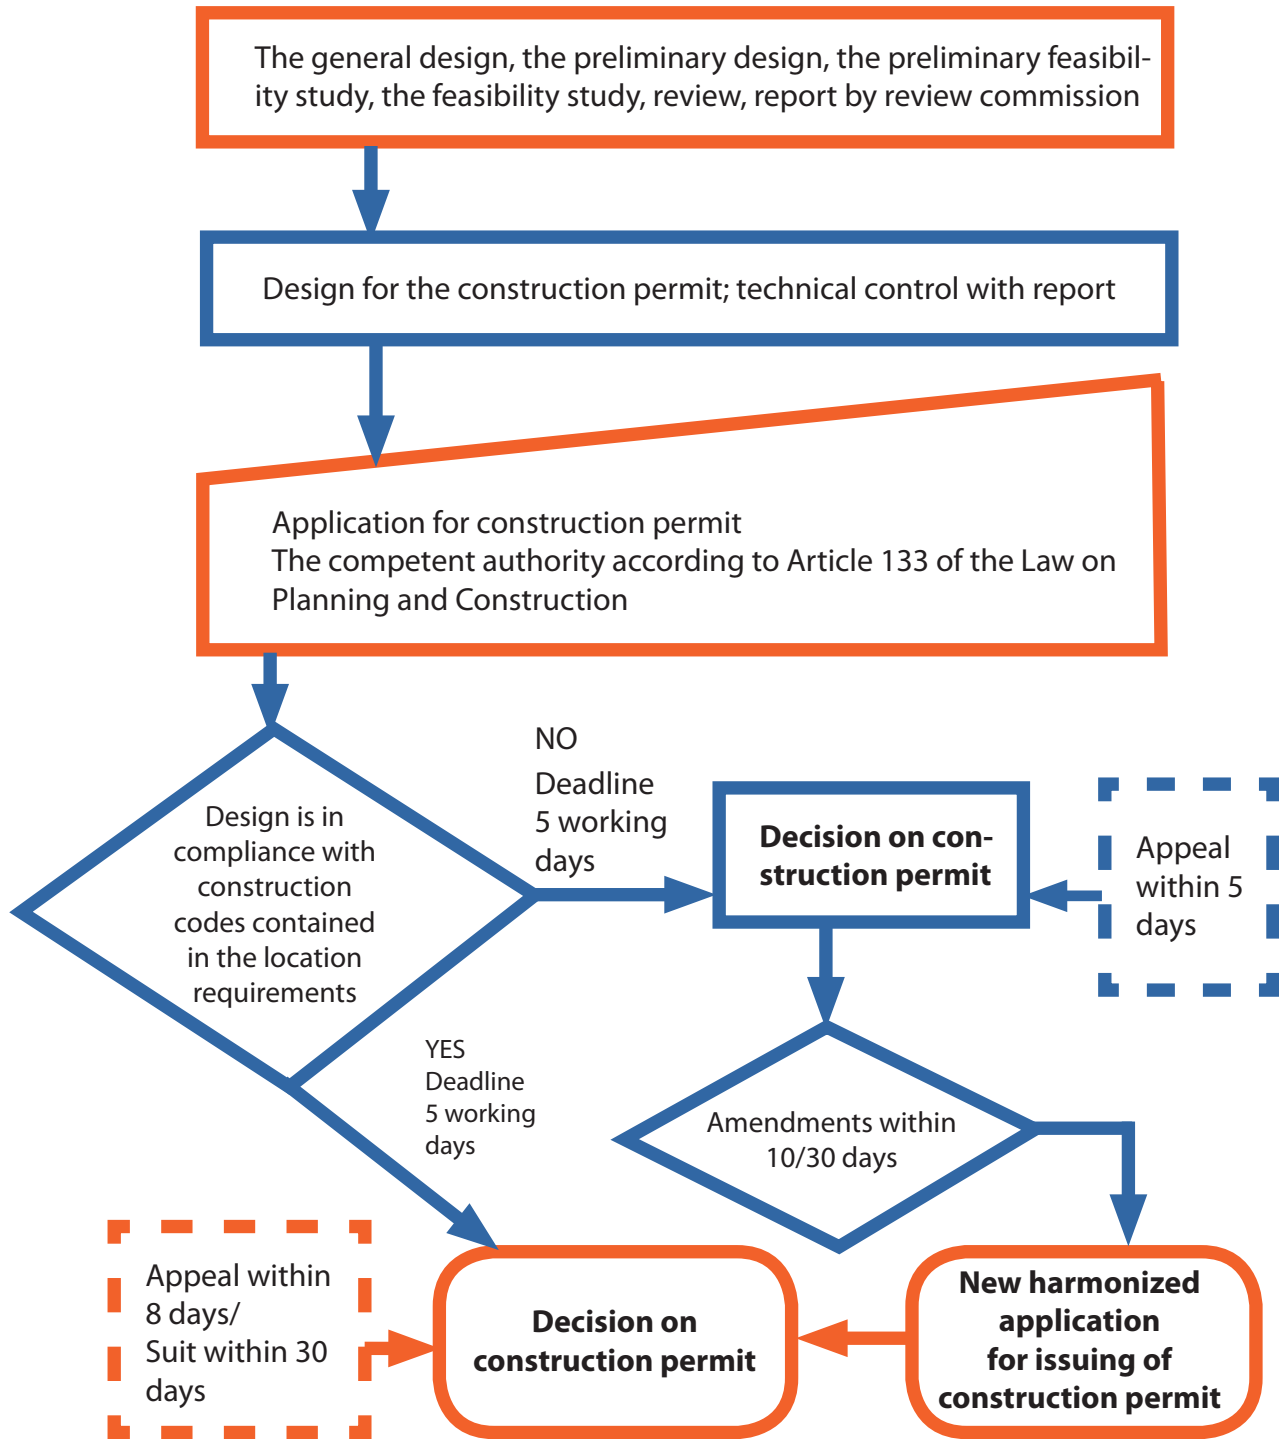 The general design, the preliminary design, the preliminary feasibil-
ity study, the feasibility study, review, report by review commission
Design for the construction permit; technical control with report
Application for construction permit
The competent authority according to Article 133 of the Law on
Planning and Construction
Design is in
compliance with
construction
codes contained
in the location
requirements
NO
Deadline
5 working
days
Decision on con-
struction permit
Appeal
within 5
days
YES
Deadline
5 working
days
Amendments within
10/30 days
Appeal within
8 days/
Suit within 30
days
Decision on
construction permit
New harmonized
application
for issuing of
construction permit